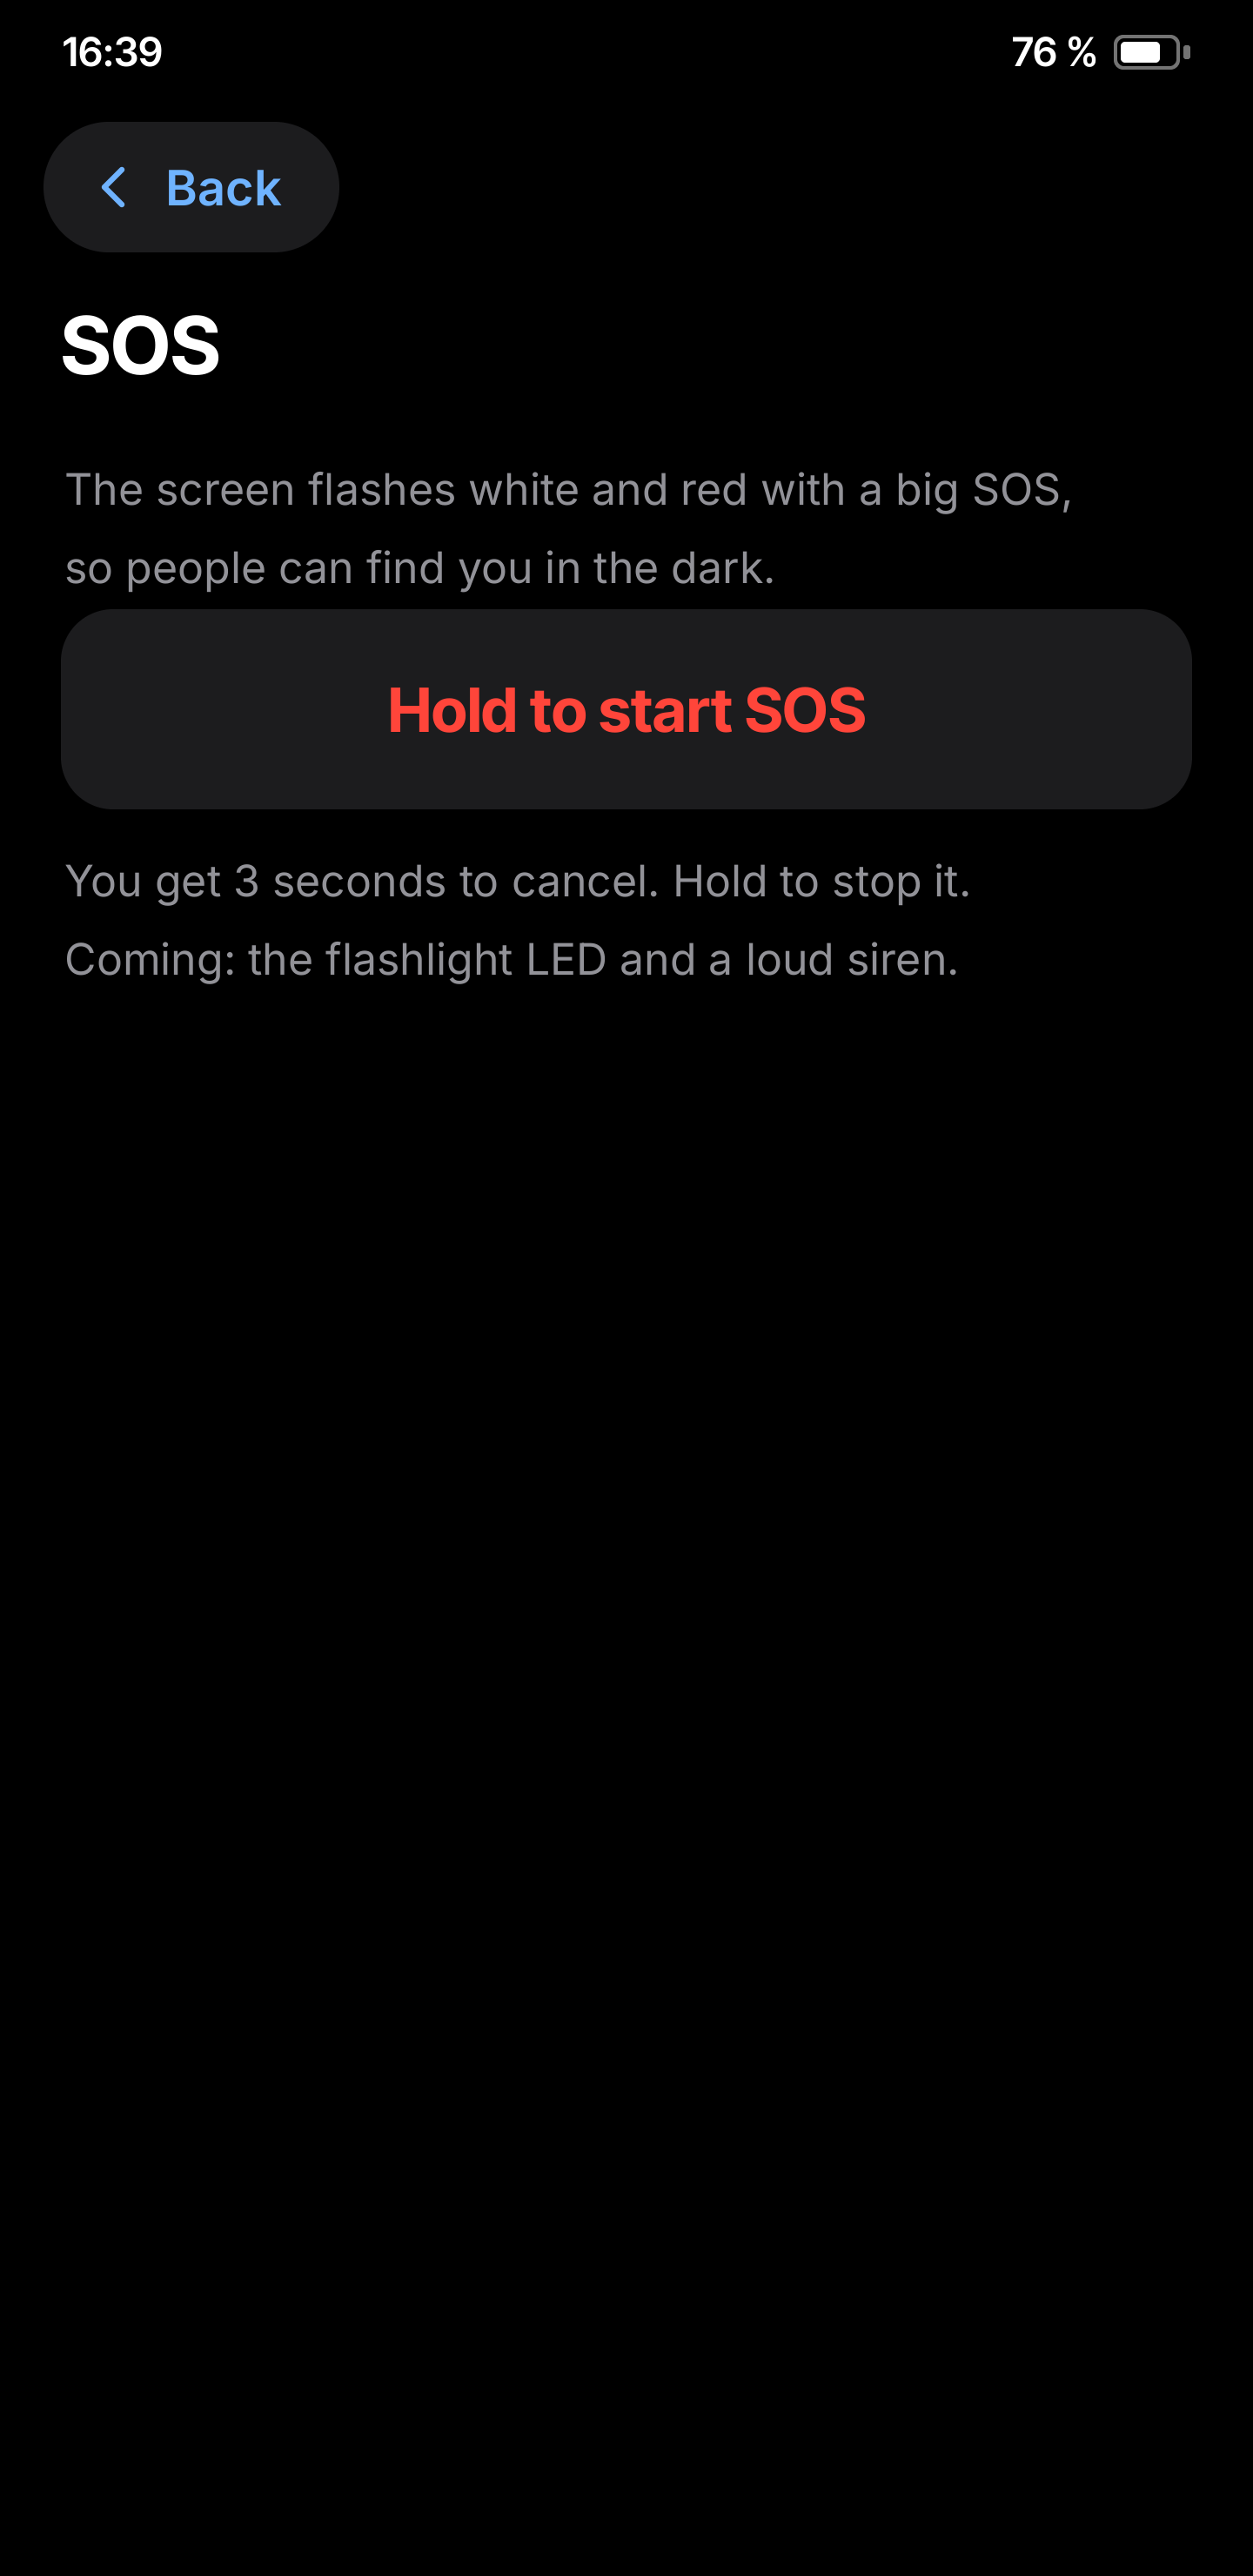 16:39
76 %
Back
SOS
The screen flashes white and red with a big SOS,
so people can find you in the dark.
Hold to start SOS
You get 3 seconds to cancel. Hold to stop it.
Coming: the flashlight LED and a loud siren.